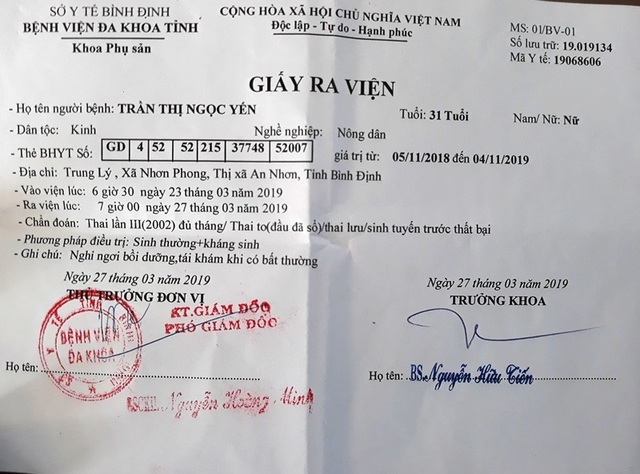 SỞ Y TẾ BÌNH ĐỊNH
BỆNH VIỆN ĐA KHOA TỈNH
Khoa Phụ sản
CỘNG HÒA XÃ HỘI CHỦ NGHĨA VIỆT NAM
Độc lập - Tự do - Hạnh phúc
MS: 01/BV-01
Số lưu trữ: 19.019134
Mã Y tế: 19068606
GIẤY RA VIỆN
- Họ tên người bệnh: TRẦN THỊ NGỌC YẾN Tuổi: 31 Tuổi Nam/ Nữ: Nữ
- Dân tộc: Kinh Nghề nghiệp: Nông dân
- Thẻ BHYT Số: GD 4 52 52 215 37748 52007 giá trị từ: 05/11/2018 đến 04/11/2019
- Địa chỉ: Trung Lý , Xã Nhơn Phong, Thị xã An Nhơn, Tỉnh Bình Định
- Vào viện lúc: 6 giờ 30 ngày 23 tháng 03 năm 2019
- Ra viện lúc: 7 giờ 00 ngày 27 tháng 03 năm 2019
- Chẩn đoán: Thai lần III(2002) đủ tháng/ Thai to(đầu đã sổ)/thai lưu/sinh tuyến trước thất bại
- Phương pháp điều trị: Sinh thường+kháng sinh
- Ghi chú: Nghỉ ngơi bồi dưỡng,tái khám khi có bất thường
Ngày 27 tháng 03 năm 2019
THỦ TRƯỞNG ĐƠN VỊ
KT.GIÁM ĐỐC
PHÓ GIÁM ĐỐC
BỆNH VIỆN
ĐA KHOA
Họ tên:
BSCKII. Nguyễn Hoàng Minh
Ngày 27 tháng 03 năm 2019
TRƯỞNG KHOA
Họ tên: BS. Nguyễn Hữu Tiến